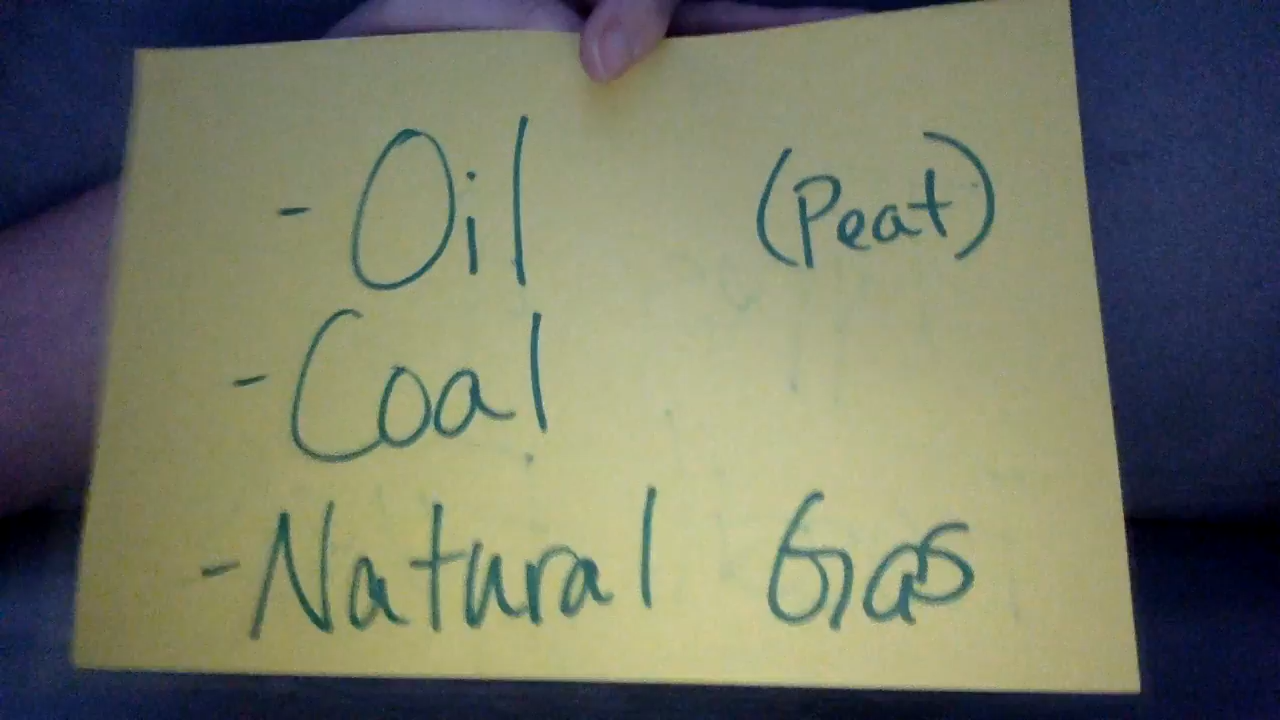 - Oil (Peat)
- Coal
- Natural Gas